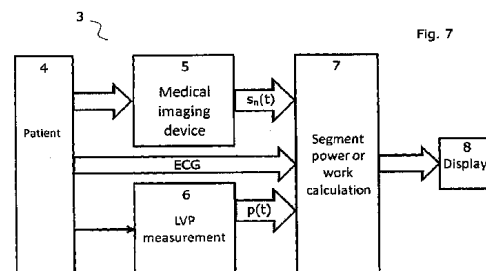 3
Fig. 7
4
Patient
5
Medical
imaging
device
sn(t)
ECG
6
LVP
measurement
p(t)
7
Segment
power or
work
calculation
8
Display